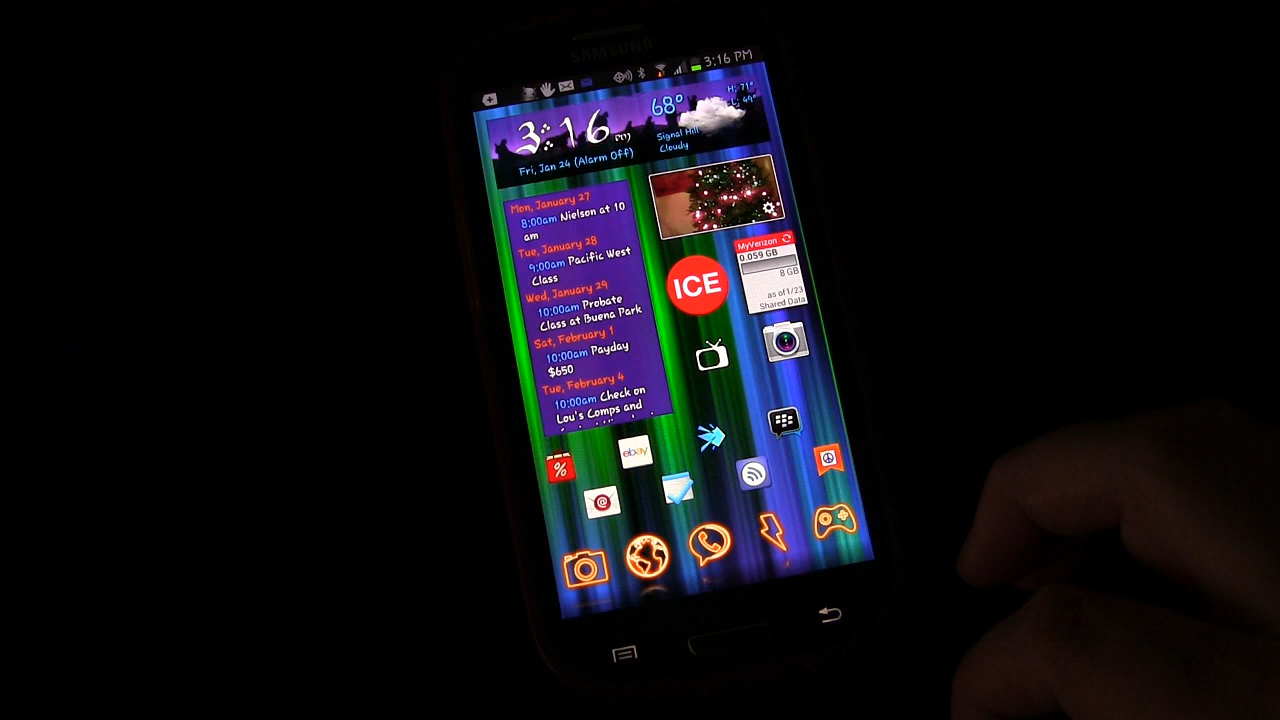 SAMSUNG
3:16 PM
3:16 PM
Fri, Jan 24 (Alarm Off)
68°
H: 71°
L: 49°
Signal Hill
Cloudy
Mon, January 27
8:00am Nielson at 10
am
Tue, January 28
9:00am Pacific West
Class
Wed, January 29
10:00am Probate
Class at Buena Park
Sat, February 1
10:00am Payday
$650
Tue, February 4
10:00am Check on
Lou's Comps and
MyVerizon
0.059 GB
8 GB
as of 1/23
Shared Data
ICE
%
ebay
@